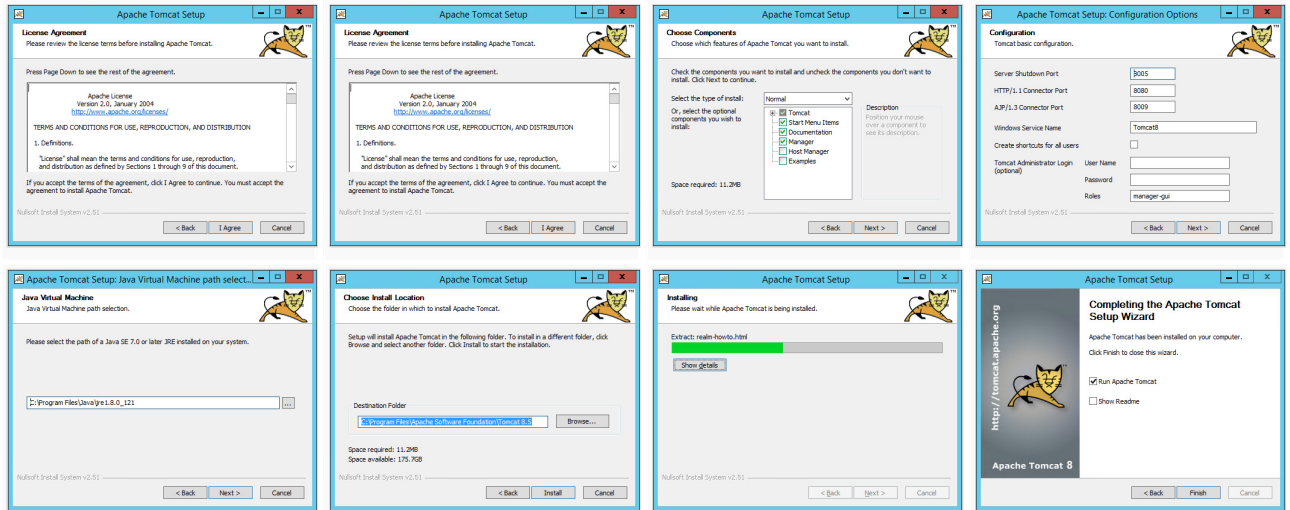 Apache Tomcat Setup
License Agreement
Please review the license terms before installing Apache Tomcat.
Press Page Down to see the rest of the agreement.
Apache License
Version 2.0, January 2004
http://www.apache.org/licenses/
TERMS AND CONDITIONS FOR USE, REPRODUCTION, AND DISTRIBUTION
1. Definitions.
"License" shall mean the terms and conditions for use, reproduction,
and distribution as defined by Sections 1 through 9 of this document.
If you accept the terms of the agreement, click I Agree to continue. You must accept the
agreement to install Apache Tomcat.
Nullsoft Install System v2.51
< Back I Agree Cancel
Apache Tomcat Setup
License Agreement
Please review the license terms before installing Apache Tomcat.
Press Page Down to see the rest of the agreement.
Apache License
Version 2.0, January 2004
http://www.apache.org/licenses/
TERMS AND CONDITIONS FOR USE, REPRODUCTION, AND DISTRIBUTION
1. Definitions.
"License" shall mean the terms and conditions for use, reproduction,
and distribution as defined by Sections 1 through 9 of this document.
If you accept the terms of the agreement, click I Agree to continue. You must accept the
agreement to install Apache Tomcat.
Nullsoft Install System v2.51
< Back I Agree Cancel
Apache Tomcat Setup
Choose Components
Choose which features of Apache Tomcat you want to install.
Check the components you want to install and uncheck the components you don't want to
install. Click Next to continue.
Select the type of install: Normal
Or, select the optional
components you wish to
install:
Tomcat
Start Menu Items
Documentation
Manager
Host Manager
Examples
Description
Position your mouse
over a component to
see its description.
Space required: 11.2MB
Nullsoft Install System v2.51
< Back Next > Cancel
Apache Tomcat Setup: Configuration Options
Configuration
Tomcat basic configuration.
Server Shutdown Port 8005
HTTP/1.1 Connector Port 8080
AJP/1.3 Connector Port 8009
Windows Service Name Tomcat8
Create shortcuts for all users
Tomcat Administrator Login User Name
(optional)
Password
Roles manager-gui
Nullsoft Install System v2.51
< Back Next > Cancel
Apache Tomcat Setup: Java Virtual Machine path select...
Java Virtual Machine
Java Virtual Machine path selection.
Please select the path of a Java SE 7.0 or later JRE installed on your system.
C:\Program Files\Java\jre1.8.0_121 ...
Nullsoft Install System v2.51
< Back Next > Cancel
Apache Tomcat Setup
Choose Install Location
Choose the folder in which to install Apache Tomcat.
Setup will install Apache Tomcat in the following folder. To install in a different folder, click
Browse and select another folder. Click Install to start the installation.
Destination Folder
C:\Program Files\Apache Software Foundation\Tomcat 8.5 Browse...
Space required: 11.2MB
Space available: 175.7GB
Nullsoft Install System v2.51
< Back Install Cancel
Apache Tomcat Setup
Installing
Please wait while Apache Tomcat is being installed.
Extract: realm-howto.html
Show details
Nullsoft Install System v2.51
< Back Next > Cancel
Apache Tomcat Setup
http://tomcat.apache.org
Apache Tomcat 8
Completing the Apache Tomcat
Setup Wizard
Apache Tomcat has been installed on your computer.
Click Finish to close this wizard.
Run Apache Tomcat
Show Readme
< Back Finish Cancel